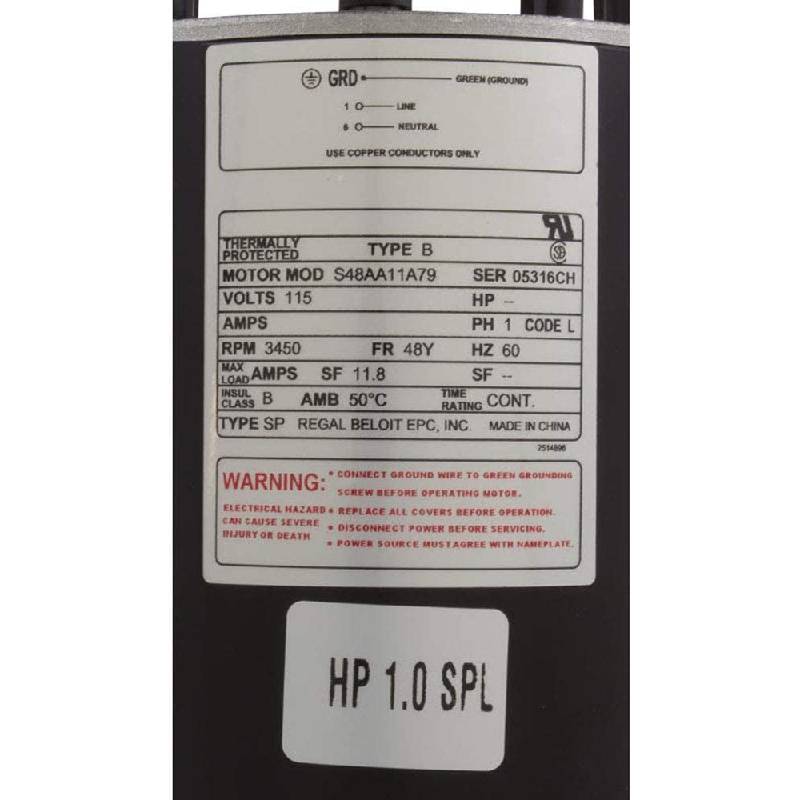 GRD GREEN (GROUND)
1 LINE
6 NEUTRAL
USE COPPER CONDUCTORS ONLY
THERMALLY PROTECTED TYPE B
MOTOR MOD S48AA11A79 SER 05316CH
VOLTS 115 HP --
AMPS PH 1 CODE L
RPM 3450 FR 48Y HZ 60
MAX LOAD AMPS SF 11.8 SF --
INSUL CLASS B AMB 50°C TIME RATING CONT.
TYPE SP REGAL BELOIT EPC, INC. MADE IN CHINA
2514896
WARNING: • CONNECT GROUND WIRE TO GREEN GROUNDING
SCREW BEFORE OPERATING MOTOR.
ELECTRICAL HAZARD • REPLACE ALL COVERS BEFORE OPERATION.
CAN CAUSE SEVERE • DISCONNECT POWER BEFORE SERVICING.
INJURY OR DEATH • POWER SOURCE MUST AGREE WITH NAMEPLATE.
HP 1.0 SPL